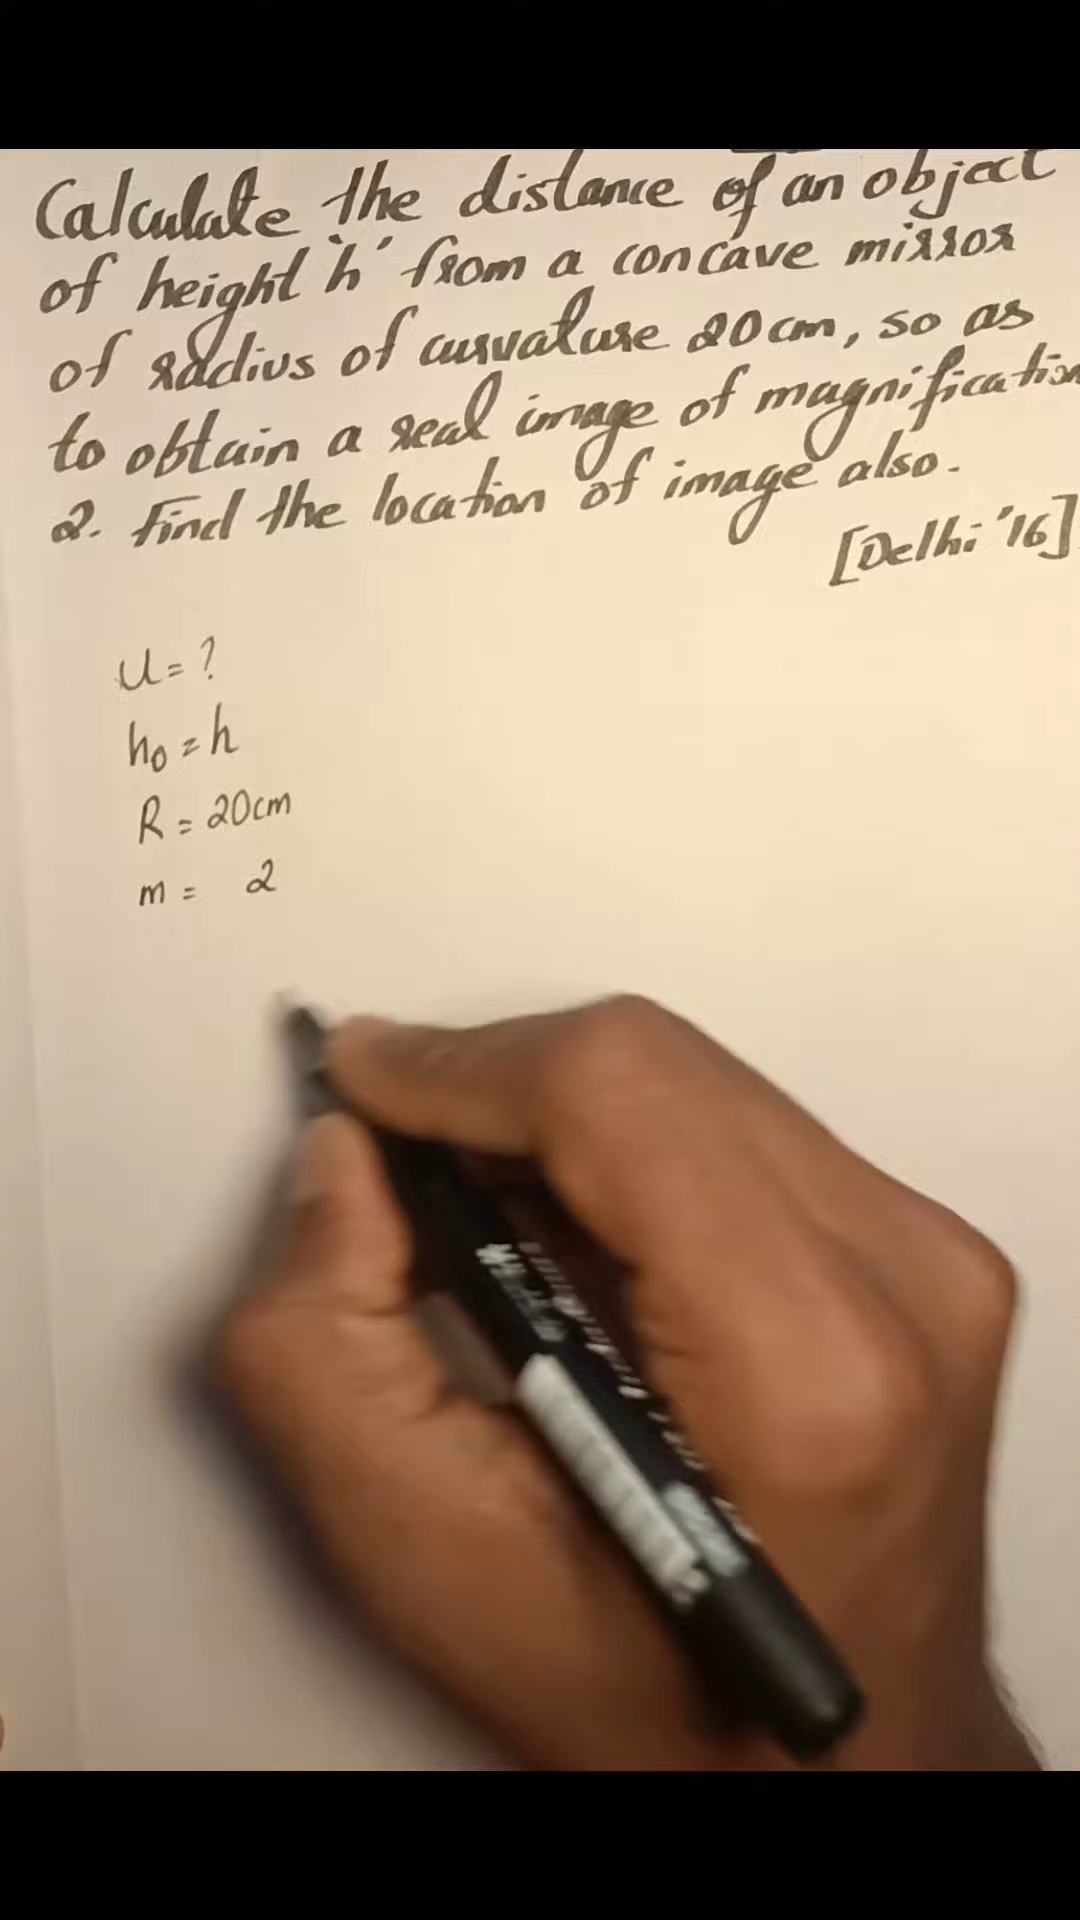 Calculate the distance of an object
of height 'h' from a concave mirror
of radius of curvature 20 cm, so as
to obtain a real image of magnification
2. Find the location of image also.
[Delhi '16]
u = ?
h₀ = h
R = 20cm
m = 2